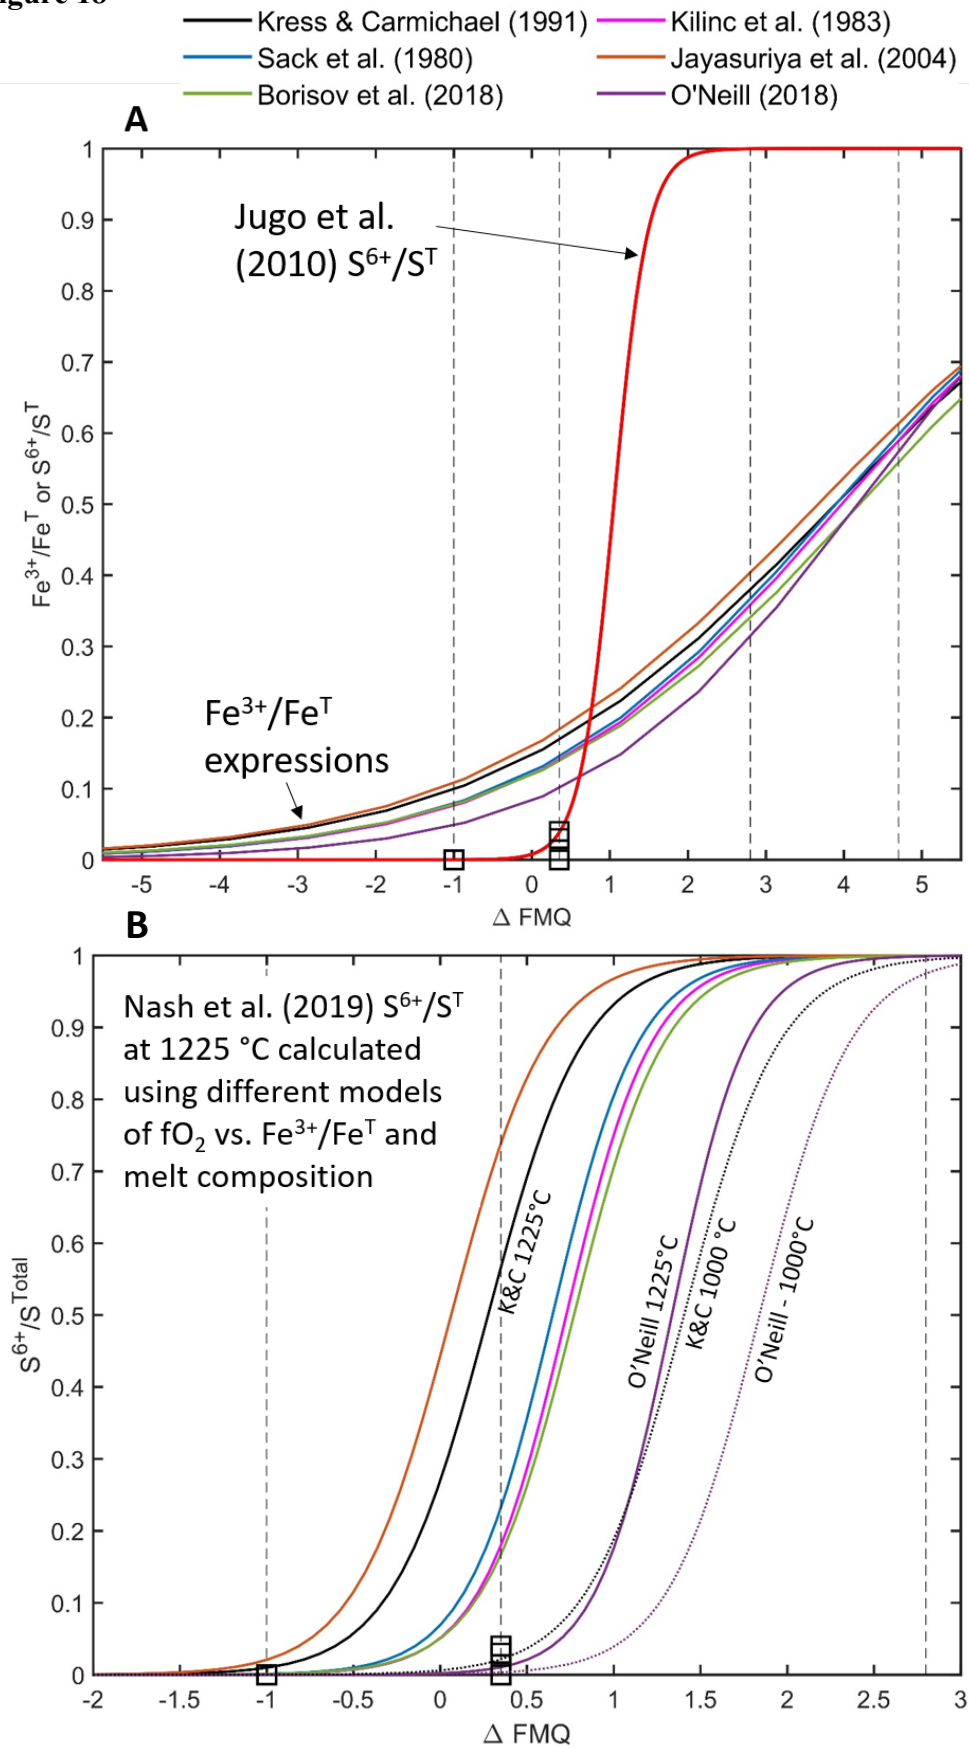 Kress & Carmichael (1991)
Kilinc et al. (1983)
Sack et al. (1980)
Jayasuriya et al. (2004)
Borisov et al. (2018)
O'Neill (2018)
A
1
0.9
0.8
0.7
0.6
0.5
0.4
0.3
0.2
0.1
0
Fe³⁺/Feᵀ or S⁶⁺/Sᵀ
Jugo et al.
(2010) S⁶⁺/Sᵀ
Fe³⁺/Feᵀ
expressions
-5 -4 -3 -2 -1 0 1 2 3 4 5
Δ FMQ
B
1
0.9
0.8
0.7
0.6
0.5
0.4
0.3
0.2
0.1
0
S⁶⁺/Sᵀᵒᵗᵃˡ
Nash et al. (2019) S⁶⁺/Sᵀ
at 1225 °C calculated
using different models
of fO₂ vs. Fe³⁺/Feᵀ and
melt composition
K&C 1225°C
O'Neill 1225°C
K&C 1000 °C
O'Neill - 1000°C
-2 -1.5 -1 -0.5 0 0.5 1 1.5 2 2.5 3
Δ FMQ